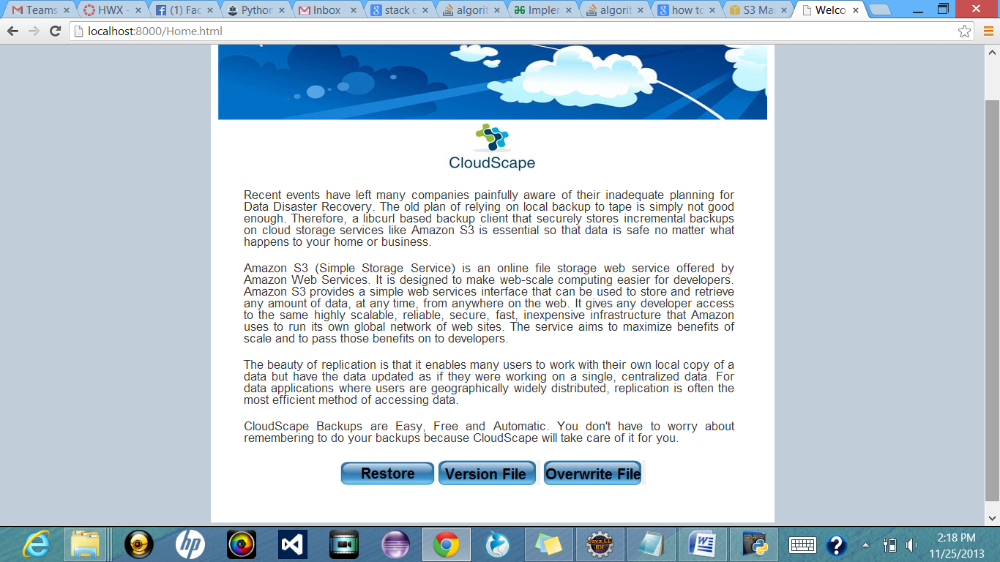 Teams
HWX -
(1) Fac
Python
Inbox
stack o
algorit
Impler
algorit
how to
S3 Ma
Welco
localhost:8000/Home.html
CloudScape
Recent events have left many companies painfully aware of their inadequate planning for
Data Disaster Recovery. The old plan of relying on local backup to tape is simply not good
enough. Therefore, a libcurl based backup client that securely stores incremental backups
on cloud storage services like Amazon S3 is essential so that data is safe no matter what
happens to your home or business.
Amazon S3 (Simple Storage Service) is an online file storage web service offered by
Amazon Web Services. It is designed to make web-scale computing easier for developers.
Amazon S3 provides a simple web services interface that can be used to store and retrieve
any amount of data, at any time, from anywhere on the web. It gives any developer access
to the same highly scalable, reliable, secure, fast, inexpensive infrastructure that Amazon
uses to run its own global network of web sites. The service aims to maximize benefits of
scale and to pass those benefits on to developers.
The beauty of replication is that it enables many users to work with their own local copy of a
data but have the data updated as if they were working on a single, centralized data. For
data applications where users are geographically widely distributed, replication is often the
most efficient method of accessing data.
CloudScape Backups are Easy, Free and Automatic. You don't have to worry about
remembering to do your backups because CloudScape will take care of it for you.
Restore Version File Overwrite File
hp
Java EE
IDE
2:18 PM
11/25/2013